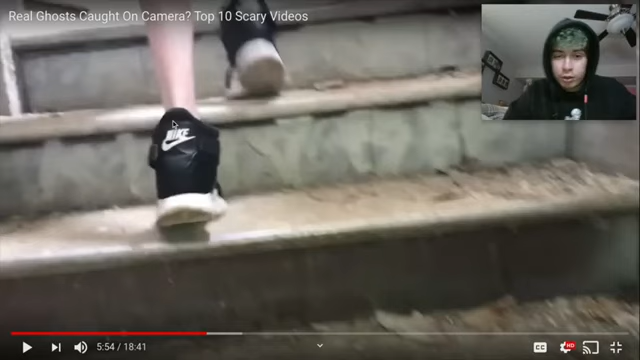 Real Ghosts Caught On Camera? Top 10 Scary Videos
NIKE
5:54 / 18:41
CC
HD